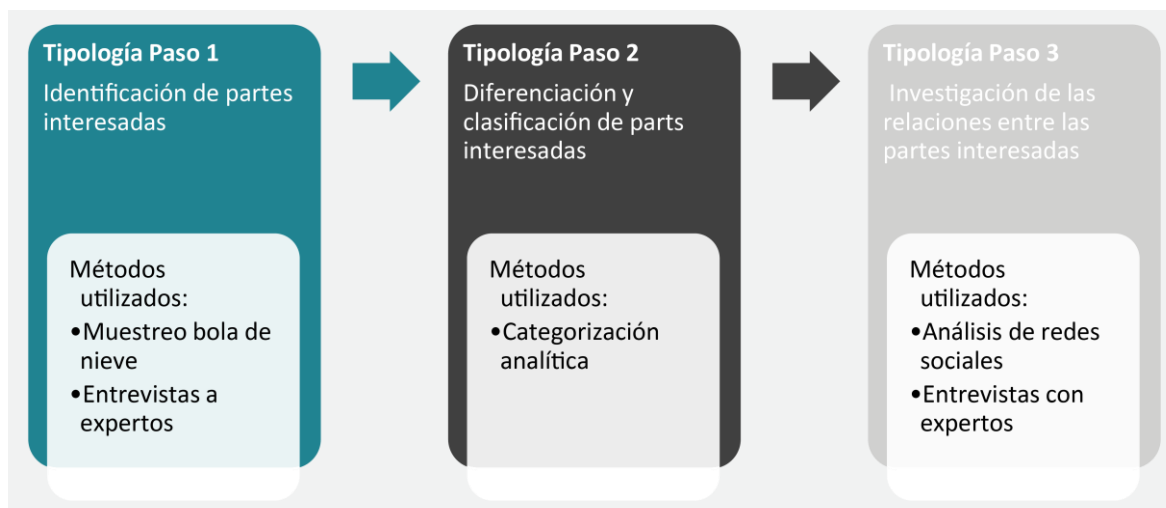 Tipología Paso 1
Identificación de partes
interesadas
Métodos
utilizados:
•Muestreo bola de
nieve
•Entrevistas a
expertos
Tipología Paso 2
Diferenciación y
clasificación de parts
interesadas
Métodos
utilizados:
•Categorización
analítica
Tipología Paso 3
Investigación de las
relaciones entre las
partes interesadas
Métodos
utilizados:
•Análisis de redes
sociales
•Entrevistas con
expertos